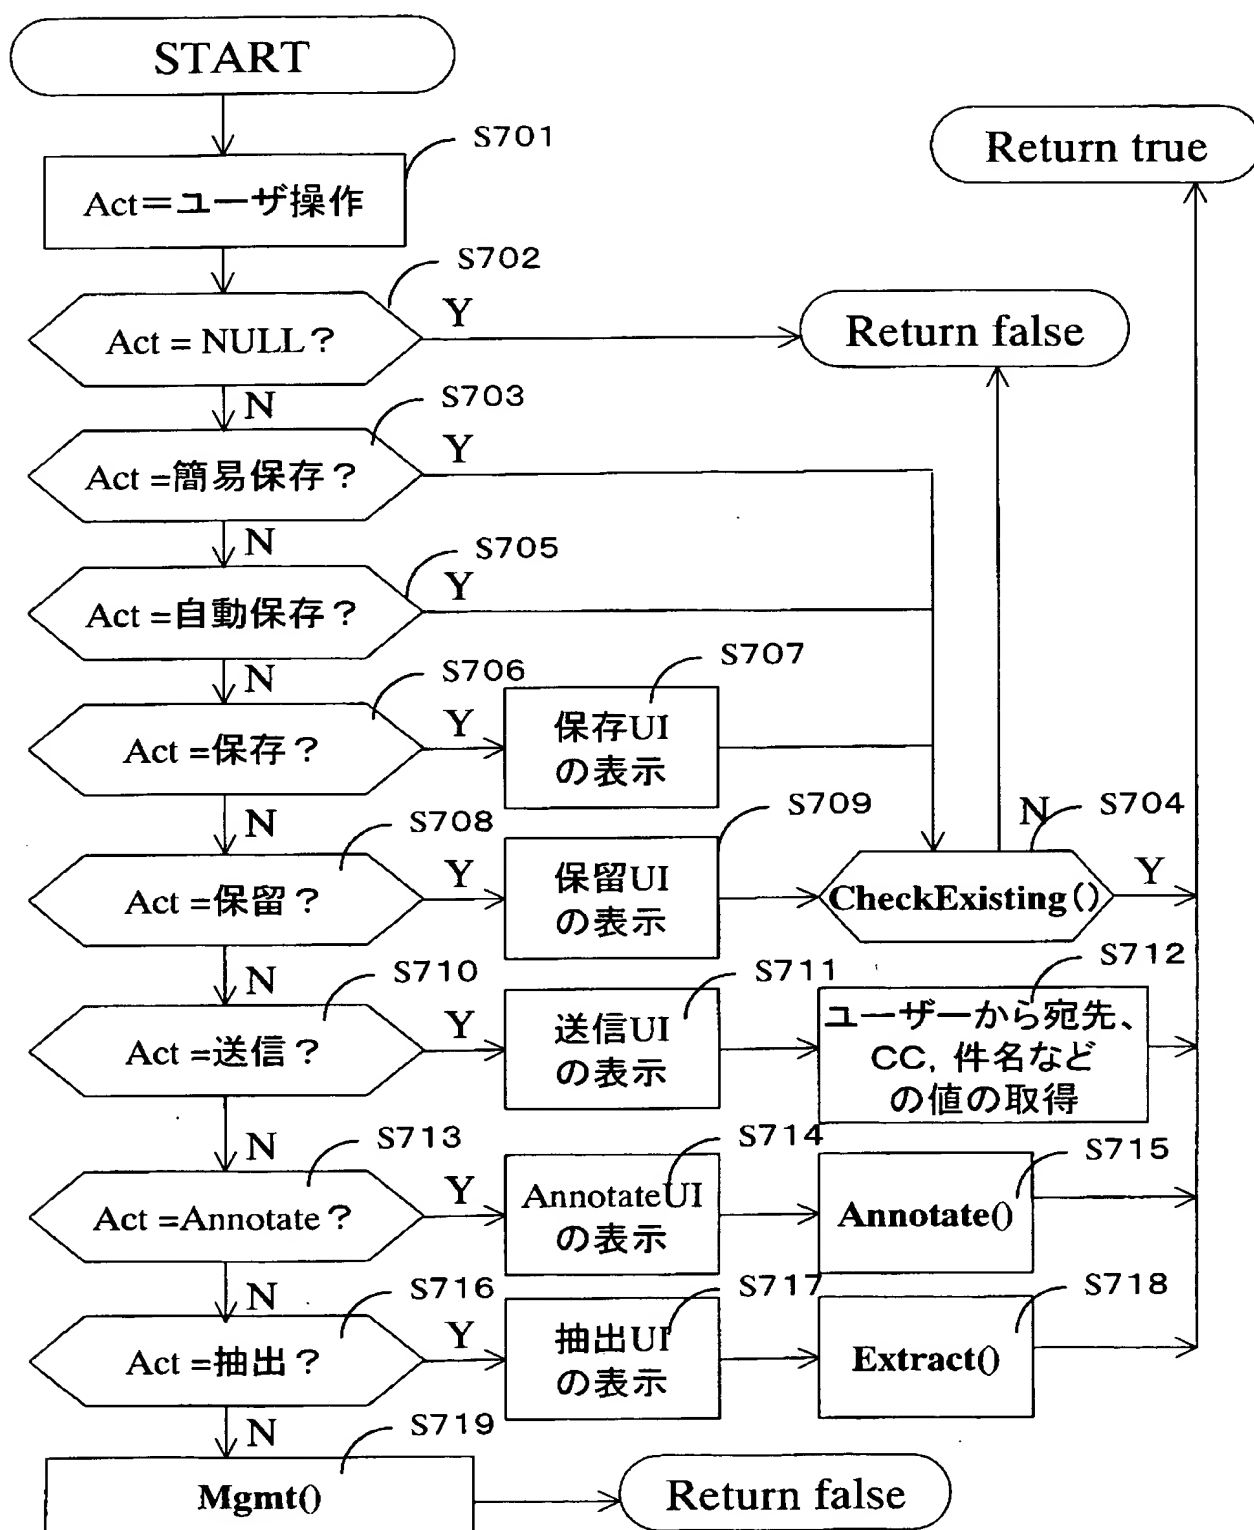 START
S701
Return true
Act=ユーザ操作
S702
Act = NULL?
Y
Return false
N
S703
Act =簡易保存?
Y
N
S705
Act =自動保存?
Y
N
S706
S707
Act =保存?
Y
保存UI
の表示
N
S708
S709
N
S704
Act =保留?
Y
保留UI
の表示
CheckExisting()
Y
N
S710
S711
S712
Act =送信?
Y
送信UI
の表示
ユーザーから宛先、
CC, 件名など
の値の取得
N
S713
S714
S715
Act =Annotate?
Y
AnnotateUI
の表示
Annotate()
N
S716
S717
S718
Act =抽出?
Y
抽出UI
の表示
Extract()
N
S719
Mgmt()
Return false